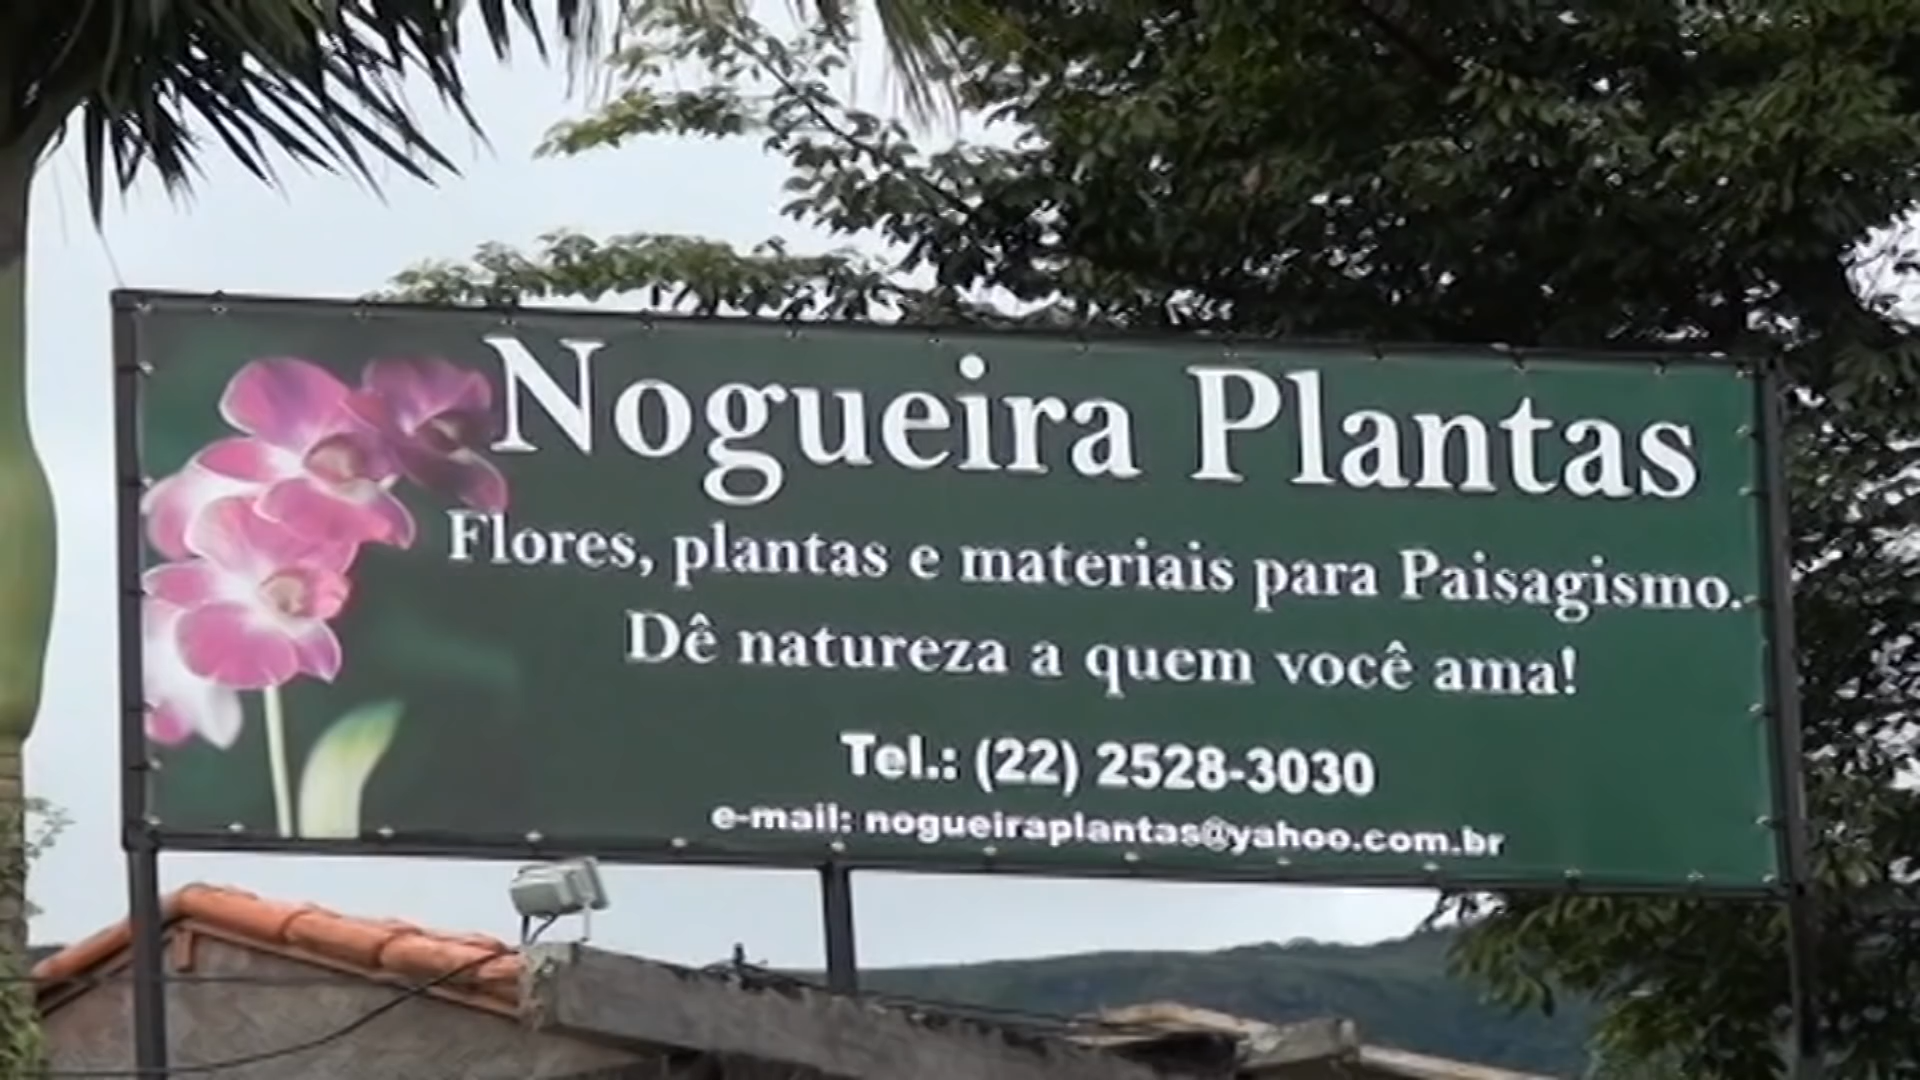 Nogueira Plantas
Flores, plantas e materiais para Paisagismo.
Dê natureza a quem você ama!
Tel.: (22) 2528-3030
e-mail: nogueiraplantas@yahoo.com.br